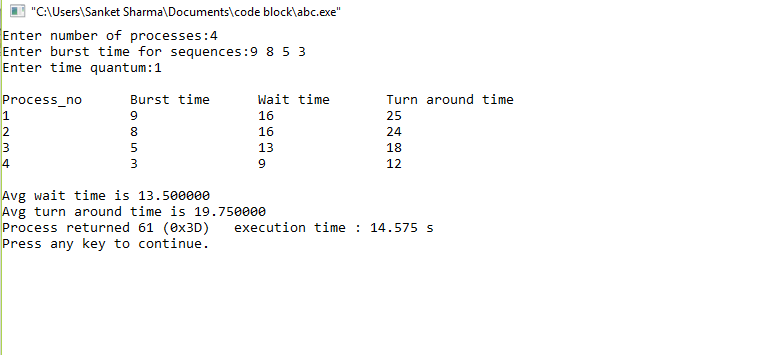 "C:\Users\Sanket Sharma\Documents\code block\abc.exe"
Enter number of processes:4
Enter burst time for sequences:9 8 5 3
Enter time quantum:1
Process_no Burst time Wait time Turn around time
1 9 16 25
2 8 16 24
3 5 13 18
4 3 9 12
Avg wait time is 13.500000
Avg turn around time is 19.750000
Process returned 61 (0x3D) execution time : 14.575 s
Press any key to continue.